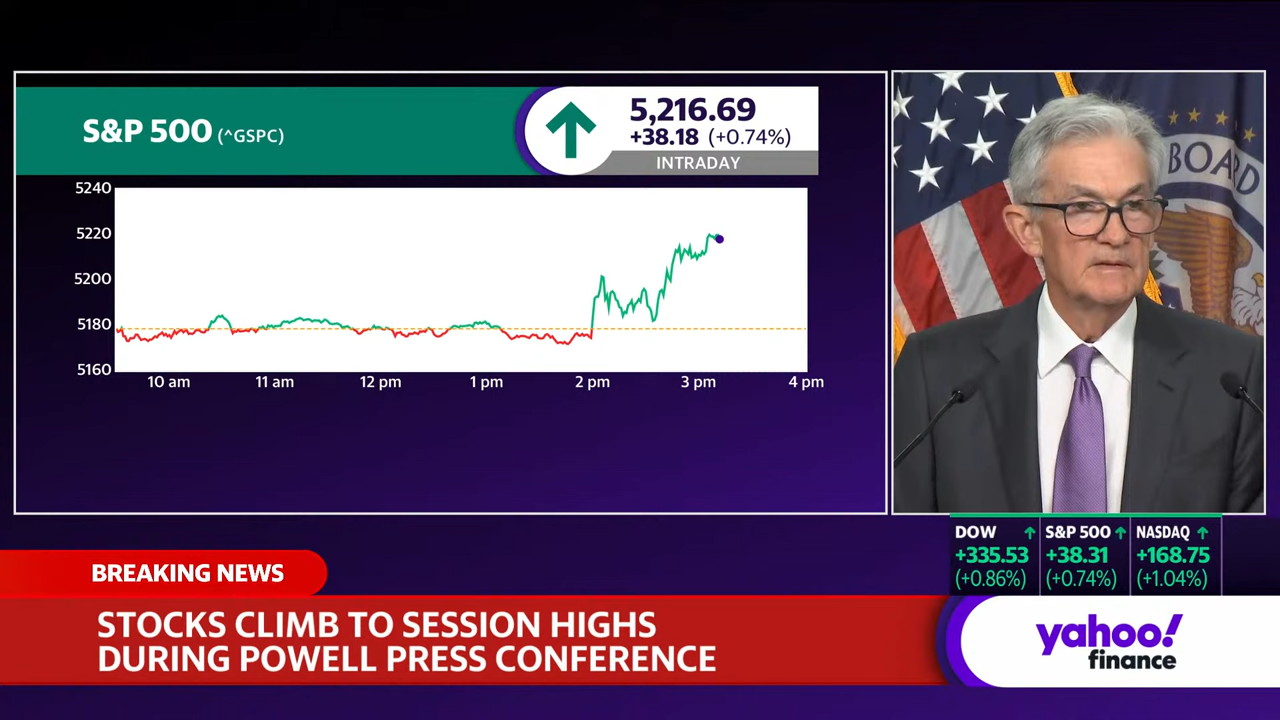 S&P 500 (^GSPC)
5,216.69
+38.18 (+0.74%)
INTRADAY
5240
5220
5200
5180
5160
10 am 11 am 12 pm 1 pm 2 pm 3 pm 4 pm
BOARD
DOW
+335.53
(+0.86%)
S&P 500
+38.31
(+0.74%)
NASDAQ
+168.75
(+1.04%)
BREAKING NEWS
STOCKS CLIMB TO SESSION HIGHS
DURING POWELL PRESS CONFERENCE
yahoo!
finance